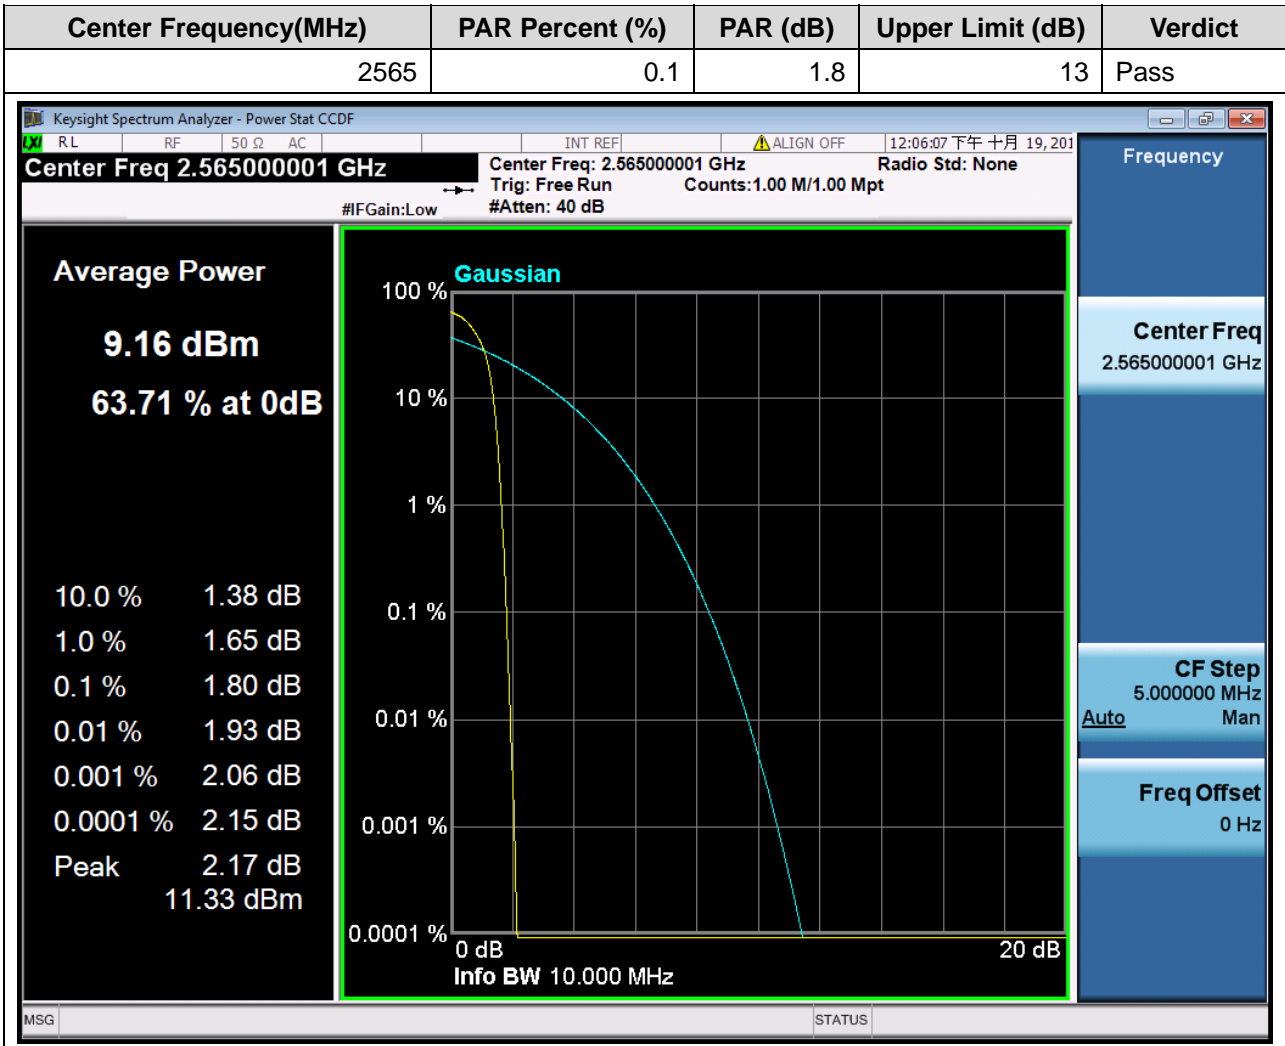 Center Frequency(MHz) PAR Percent (%) PAR (dB) Upper Limit (dB) Verdict
2565 0.1 1.8 13 Pass
Keysight Spectrum Analyzer - Power Stat CCDF
LXI RL RF 50 Ω AC INT REF ALIGN OFF 12:06:07 下午 十月 19, 201
Center Freq 2.565000001 GHz
Center Freq: 2.565000001 GHz Radio Std: None
Trig: Free Run Counts:1.00 M/1.00 Mpt
#IFGain:Low #Atten: 40 dB
Average Power
9.16 dBm
63.71 % at 0dB
10.0 % 1.38 dB
1.0 % 1.65 dB
0.1 % 1.80 dB
0.01 % 1.93 dB
0.001 % 2.06 dB
0.0001 % 2.15 dB
Peak 2.17 dB
11.33 dBm
Gaussian
100 %
10 %
1 %
0.1 %
0.01 %
0.001 %
0.0001 %
0 dB 20 dB
Info BW 10.000 MHz
Frequency
Center Freq
2.565000001 GHz
CF Step
5.000000 MHz
Auto Man
Freq Offset
0 Hz
MSG STATUS